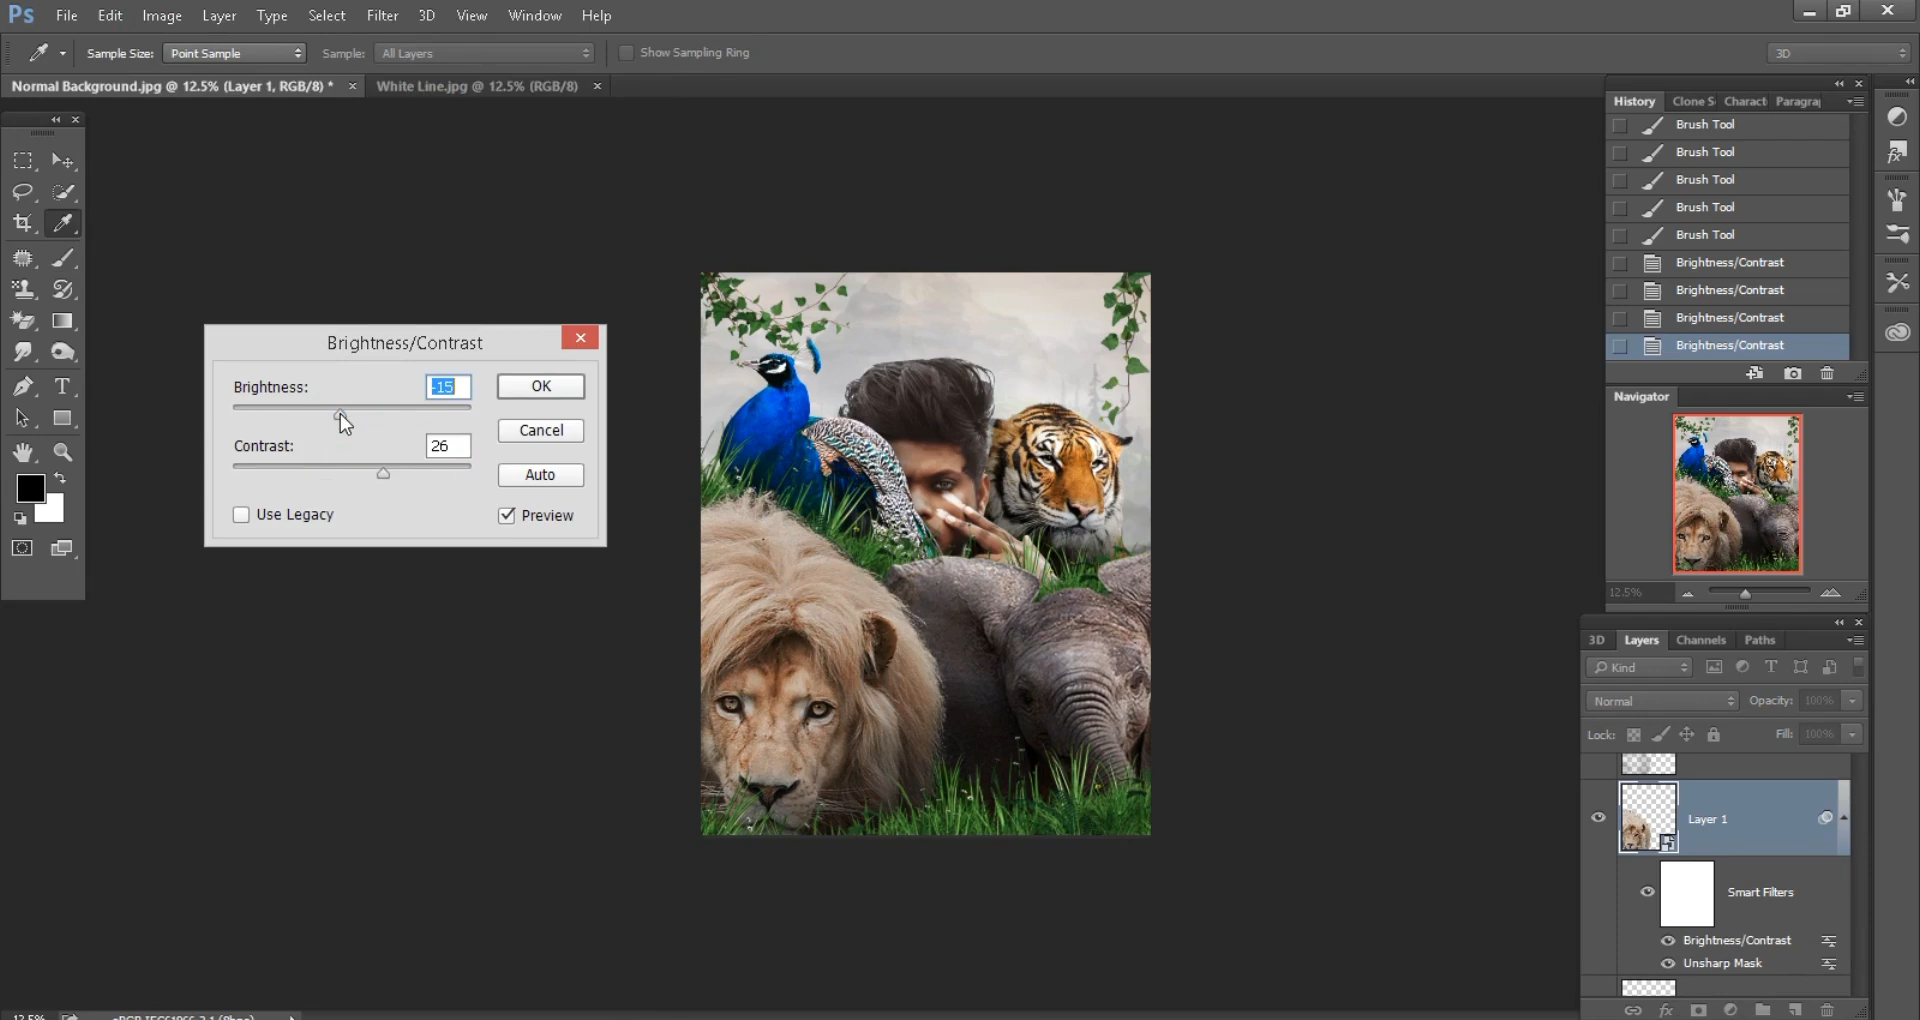 Ps File Edit Image Layer Type Select Filter 3D View Window Help
Sample Size: Point Sample Sample: All Layers Show Sampling Ring 3D
Normal Background.jpg @ 12.5% (Layer 1, RGB/8) * × White Line.jpg @ 12.5% (RGB/8) ×
History Clone S Charact Paragra
Brush Tool
Brush Tool
Brush Tool
Brush Tool
Brush Tool
Brightness/Contrast
Brightness/Contrast
Brightness/Contrast
Brightness/Contrast
Brightness/Contrast
Brightness: -15 OK
Cancel
Contrast: 26
Auto
Use Legacy Preview
Navigator
12.5%
3D Layers Channels Paths
Kind
Normal Opacity: 100%
Lock: Fill: 100%
Layer 1
Smart Filters
Brightness/Contrast
Unsharp Mask
12.5%